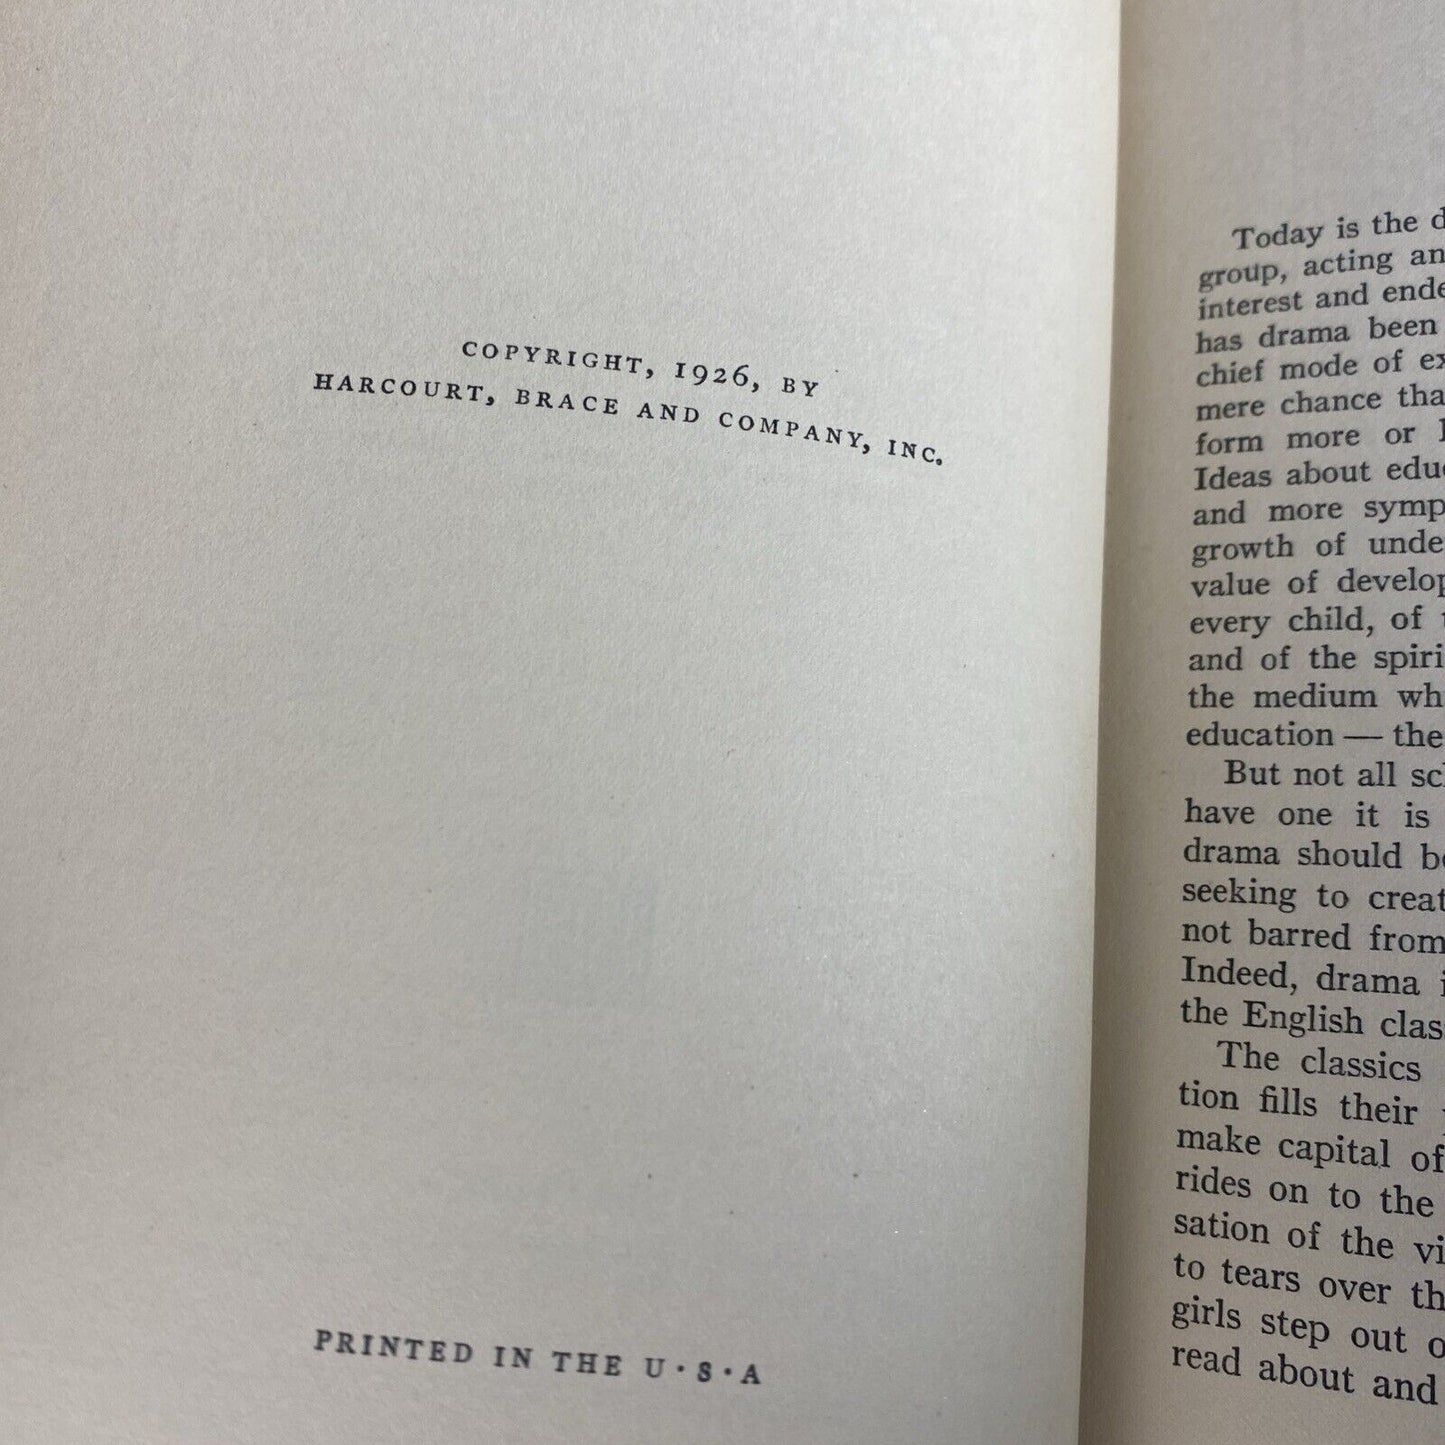 COPYRIGHT, 1926, BY
HARCOURT, BRACE AND COMPANY, INC.
PRINTED IN THE U·S·A
Today is the
group, acting
interest and
has drama been
chief mode of
mere chance
form more or
Ideas about
and more
growth of
value of
every child, of
and of the
the medium
education — the
But not all
have one it is
drama should
seeking to
not barred from
Indeed, drama
the English
The classics
tion fills their
make capital of
rides on to the
sation of the
to tears over
girls step out
read about and